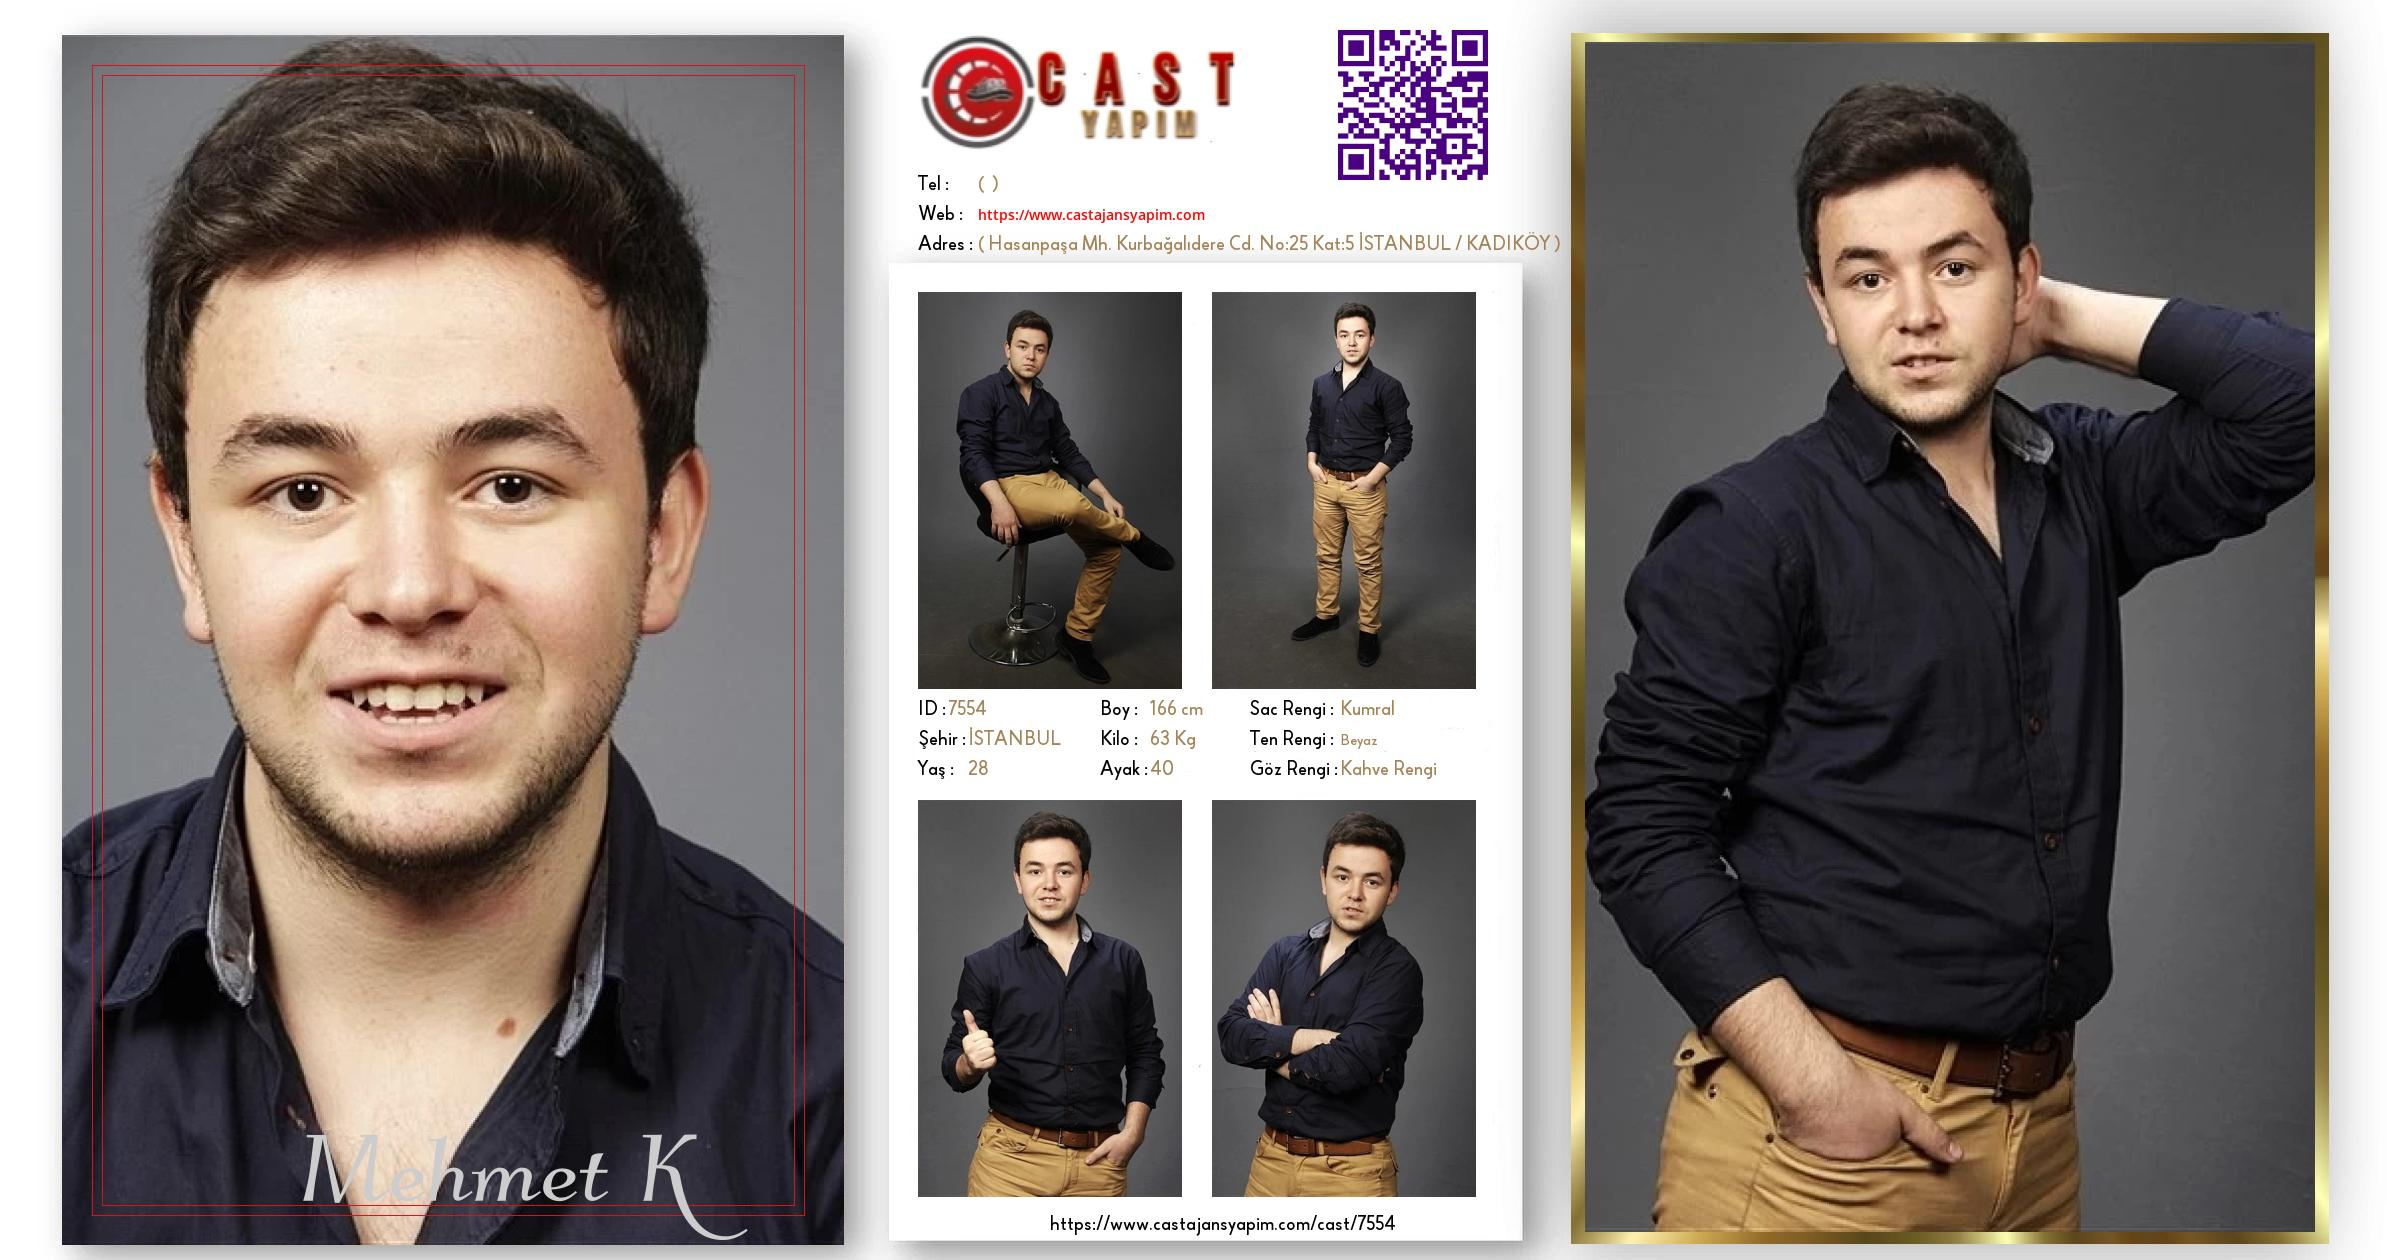 Mehmet K
CAST
YAPIM
Tel : ( )
Web : https://www.castajansyapim.com
Adres : ( Hasanpaşa Mh. Kurbağalıdere Cd. No:25 Kat:5 İSTANBUL / KADIKÖY )
ID : 7554 Boy : 166 cm Sac Rengi : Kumral
Şehir : İSTANBUL Kilo : 63 Kg Ten Rengi : Beyaz
Yaş : 28 Ayak : 40 Göz Rengi : Kahve Rengi
https://www.castajansyapim.com/cast/7554